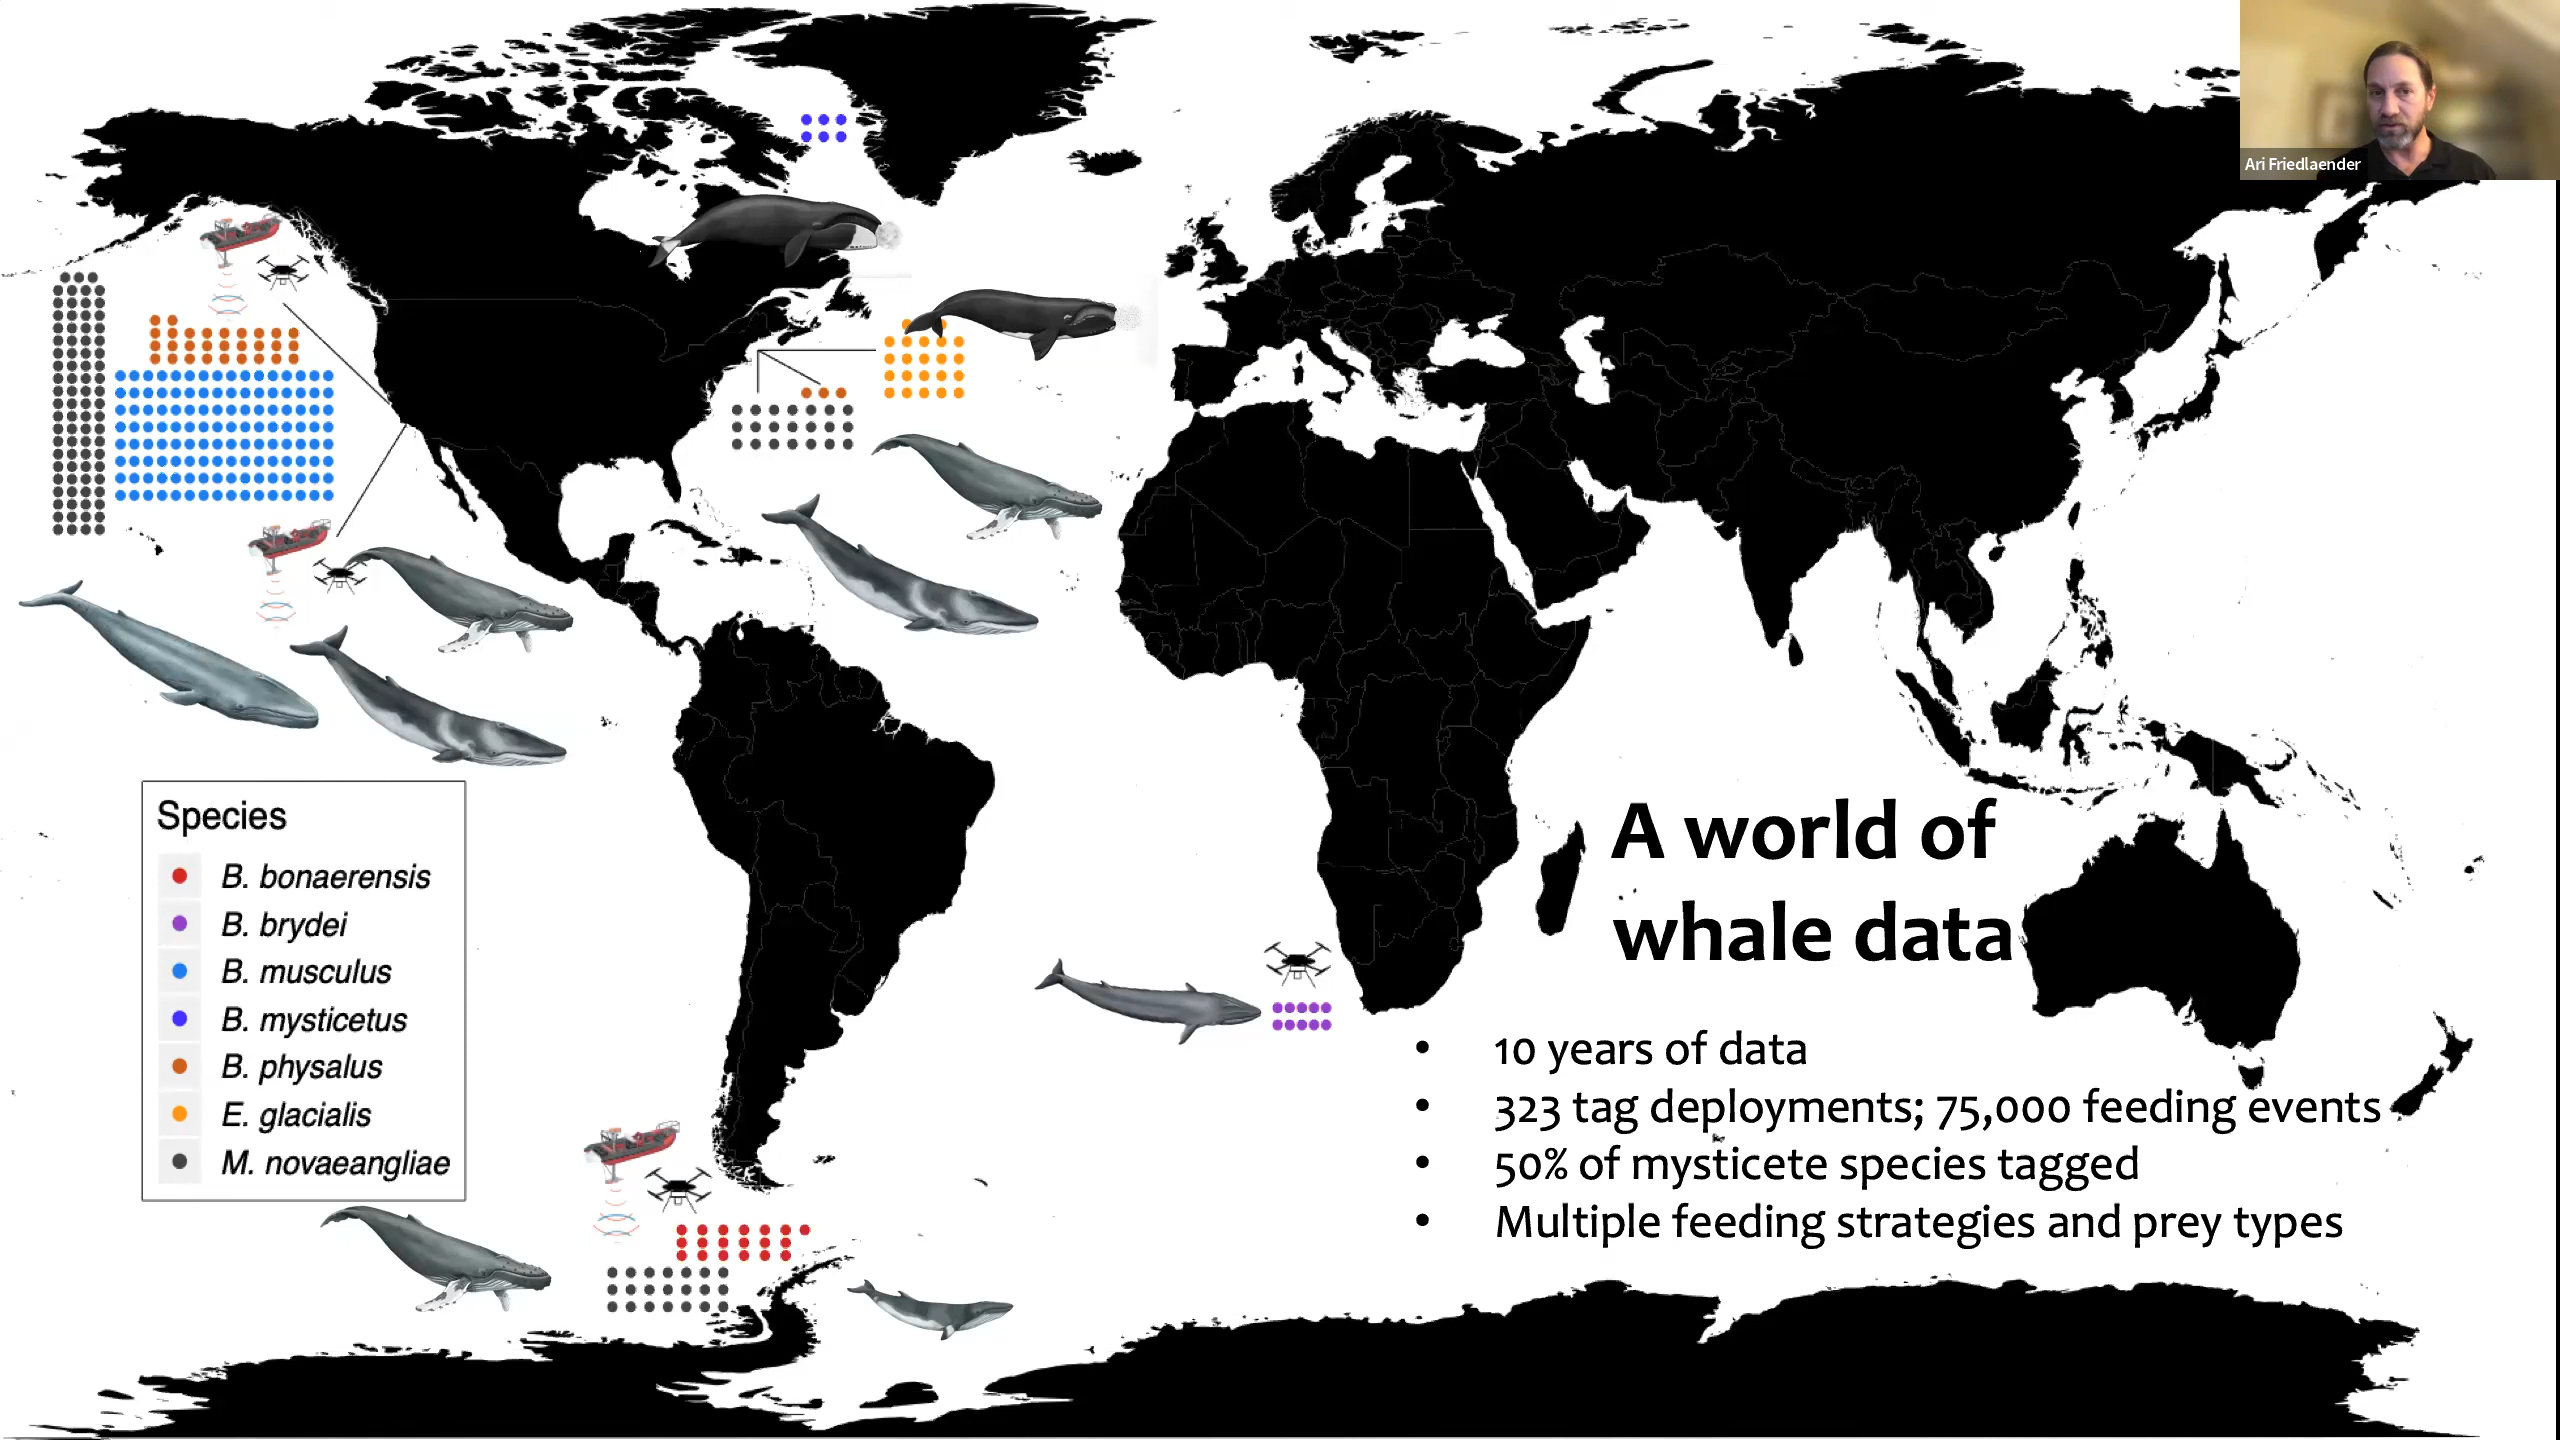 Ari Friedlaender
Species
B. bonaerensis
B. brydei
B. musculus
B. mysticetus
B. physalus
E. glacialis
M. novaeangliae
A world of
whale data
• 10 years of data
• 323 tag deployments; 75,000 feeding events
• 50% of mysticete species tagged
• Multiple feeding strategies and prey types